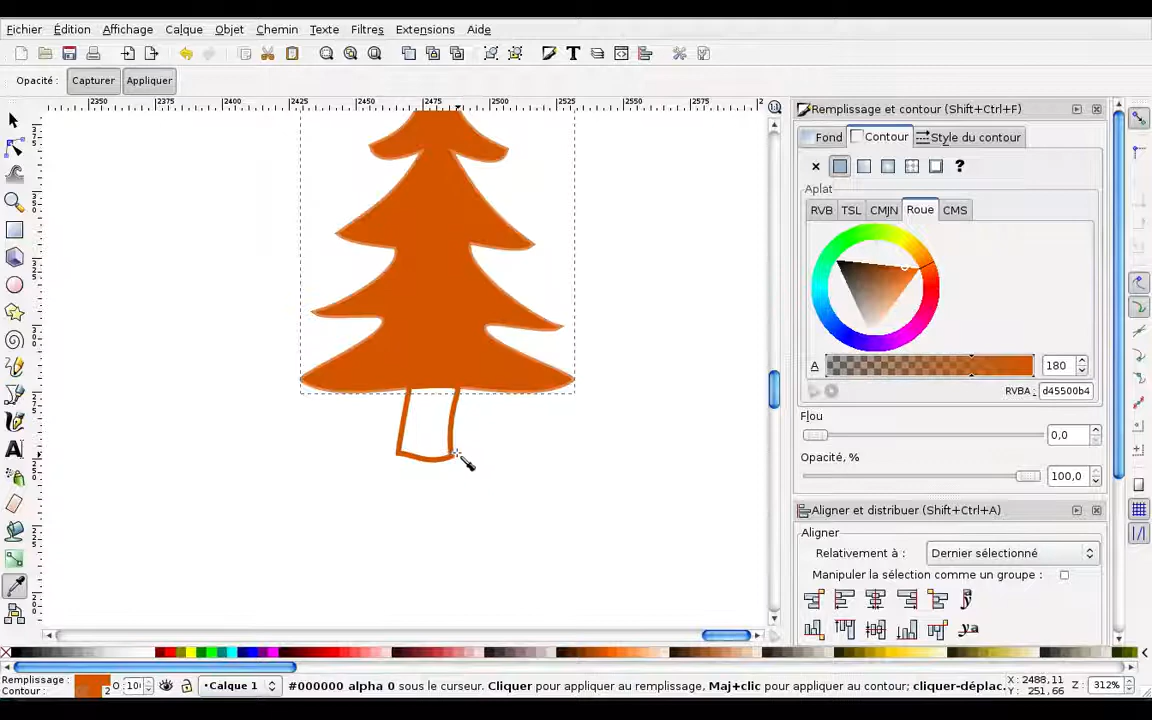 Fichier Édition Affichage Calque Objet Chemin Texte Filtres Extensions Aide
Opacité : Capturer Appliquer
2350 2375 2400 2425 2450 2475 2500 2525 2550 2575
Remplissage et contour (Shift+Ctrl+F)
Fond Contour Style du contour
?
Aplat
RVB TSL CMJN Roue CMS
A 180
RVBA : d45500b4
Flou
0,0
Opacité, %
100,0
Aligner et distribuer (Shift+Ctrl+A)
Aligner
Relativement à : Dernier sélectionné
Manipuler la sélection comme un groupe :
Remplissage :
Contour : 2
O 10
•Calque 1
#000000 alpha 0 sous le curseur. Cliquer pour appliquer au remplissage, Maj+clic pour appliquer au contour; cliquer-déplac.
X : 2488,11
Y : 251,66
Z : 312%